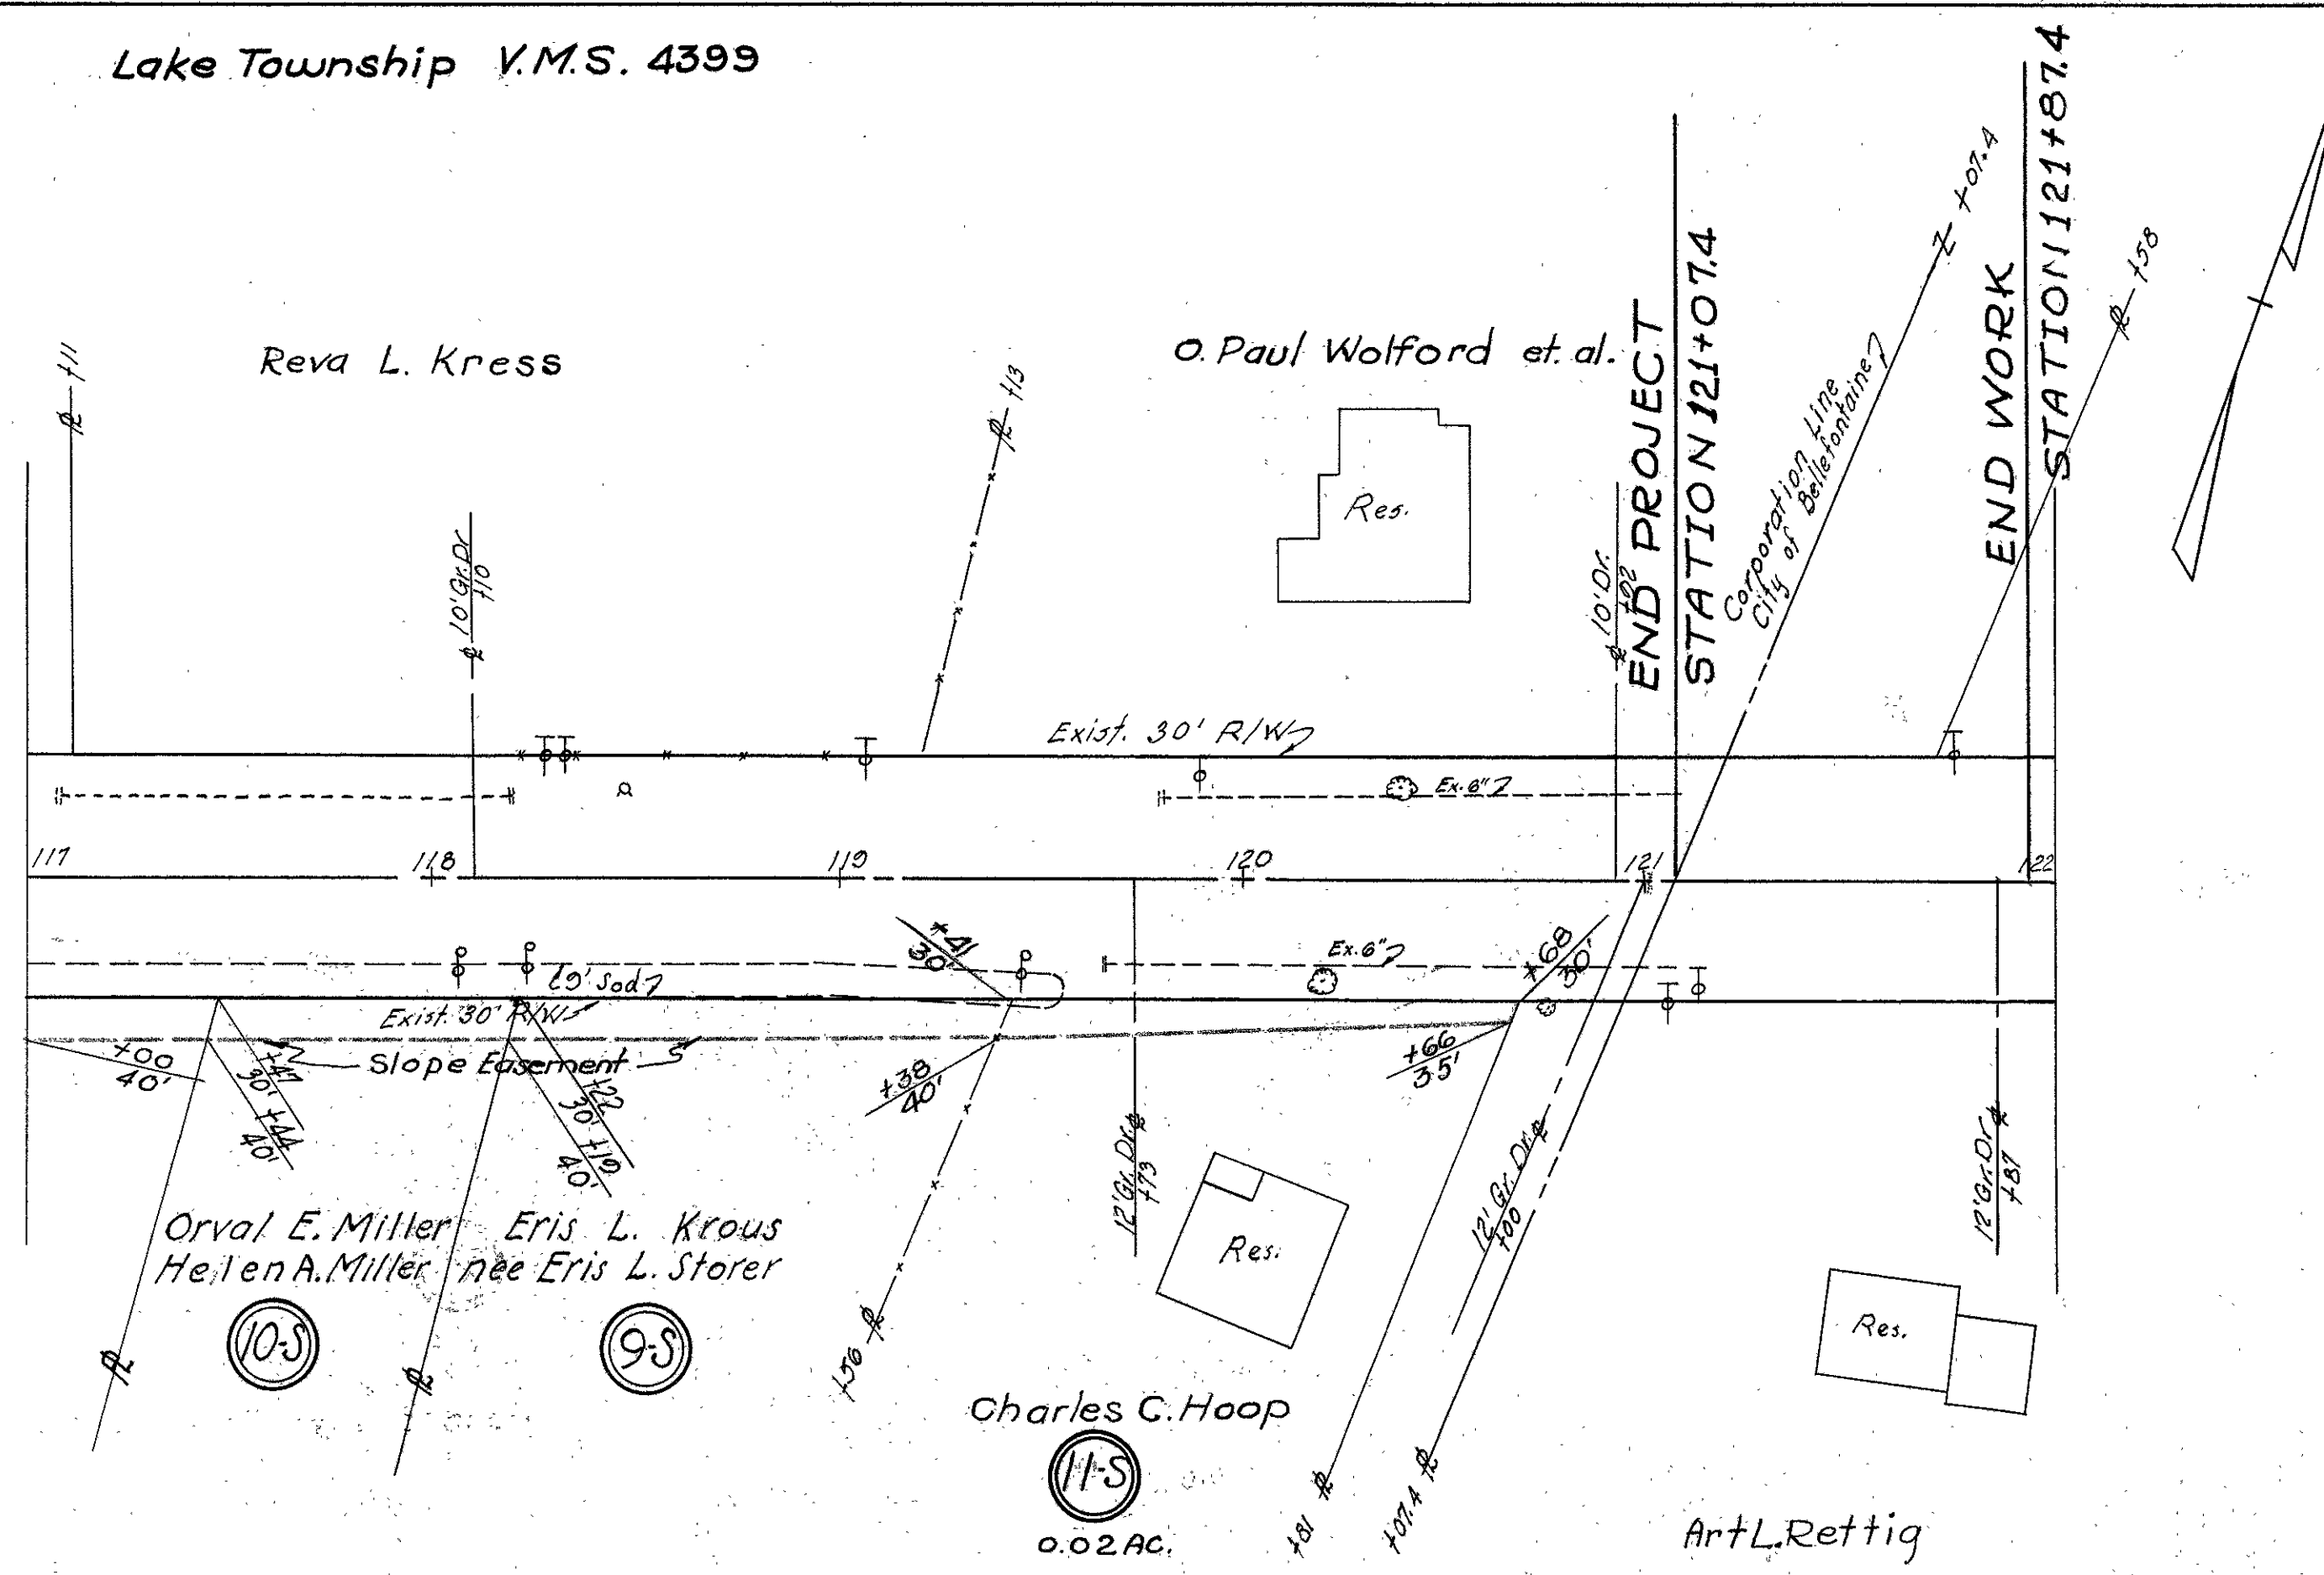 Lake Township V.M.S. 4399
END PROJECT
STATION 121+07.4
END WORK
STATION 121+87.4
+07.4
+58
+11
Reva L. Kress
+13
O. Paul Wolford et. al.
Corporation Line
City of Bellefontaine
Res.
10' Gr. Dr
+10
10' Dr.
+02
Exist. 30' R/W
Ex. 6"
117
118
119
120
121
122
+41
30'
+68
30'
Ex. 6"
9' Sod
Exist. 30' R/W
Slope Easement
+00
40'
+47
30'
+44
40'
+22
30'
+19
40'
+38
40'
+66
35'
12' Gr. Dr.
+73
12' Gr. Dr.
+00
12' Gr. Dr.
+87
Orval E. Miller
Helen A. Miller
10-S
Eris L. Krous
nee Eris L. Storer
9-S
Res.
Res.
+56
Charles C. Hoop
11-S
0.02 AC.
+81
+07.4
Art L. Rettig